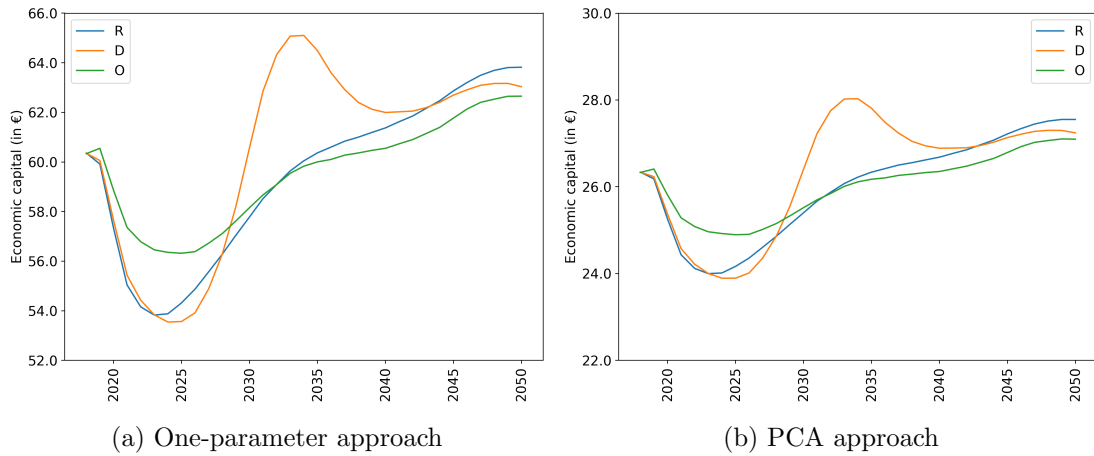 66.0
64.0
62.0
60.0
58.0
56.0
54.0
52.0
Economic capital (in €)
R
D
O
2020
2025
2030
2035
2040
2045
2050
(a) One-parameter approach
30.0
28.0
26.0
24.0
22.0
Economic capital (in €)
R
D
O
2020
2025
2030
2035
2040
2045
2050
(b) PCA approach